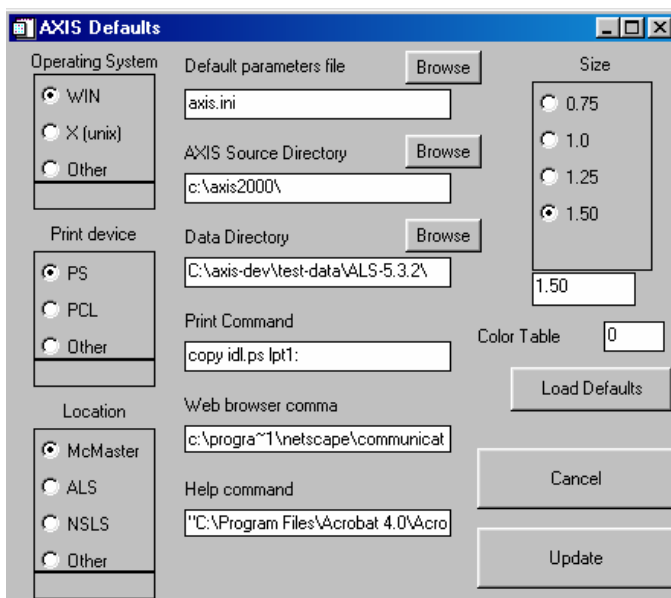 AXIS Defaults
Operating System
WIN
X (unix)
Other
Print device
PS
PCL
Other
Location
McMaster
ALS
NSLS
Other
Default parameters file
Browse
axis.ini
AXIS Source Directory
Browse
c:\axis2000\
Data Directory
Browse
C:\axis-dev\test-data\ALS-5.3.2\
Print Command
copy idl.ps lpt1:
Web browser comma
c:\progra~1\netscape\communicat
Help command
"C:\Program Files\Acrobat 4.0\Acro
Size
0.75
1.0
1.25
1.50
1.50
Color Table
0
Load Defaults
Cancel
Update